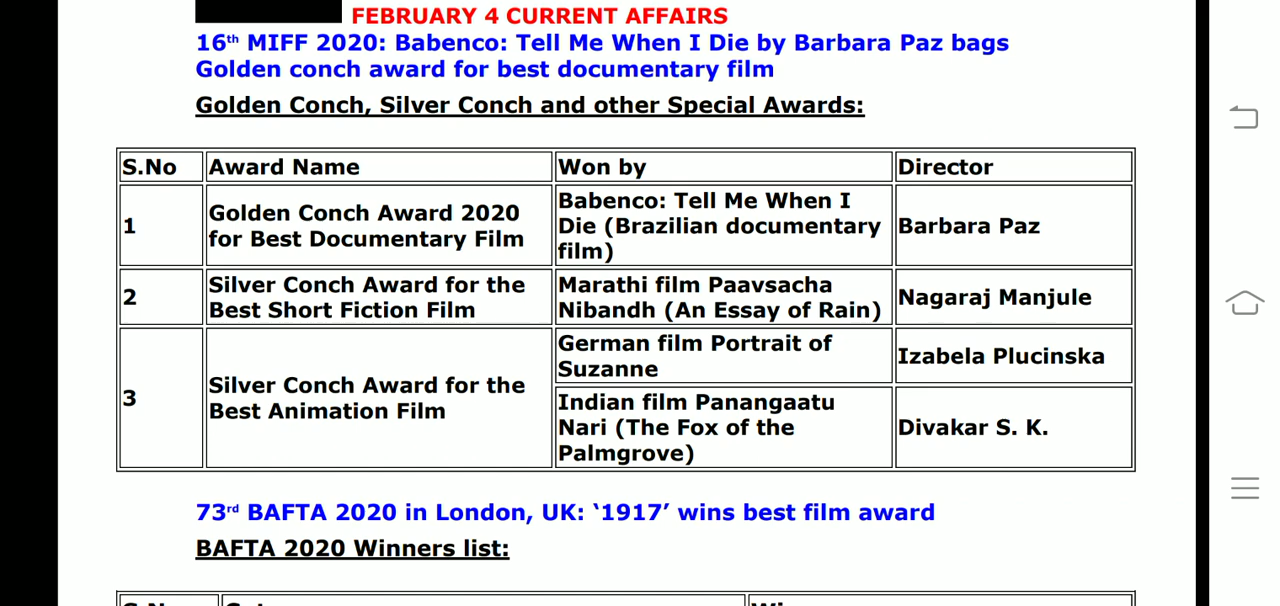 FEBRUARY 4 CURRENT AFFAIRS
16th MIFF 2020: Babenco: Tell Me When I Die by Barbara Paz bags
Golden conch award for best documentary film
Golden Conch, Silver Conch and other Special Awards:
S.No Award Name Won by Director
1 Golden Conch Award 2020 for Best Documentary Film Babenco: Tell Me When I Die (Brazilian documentary film) Barbara Paz
2 Silver Conch Award for the Best Short Fiction Film Marathi film Paavsacha Nibandh (An Essay of Rain) Nagaraj Manjule
3 Silver Conch Award for the Best Animation Film German film Portrait of Suzanne Izabela Plucinska
Indian film Panangaatu Nari (The Fox of the Palmgrove) Divakar S. K.
73rd BAFTA 2020 in London, UK: ‘1917’ wins best film award
BAFTA 2020 Winners list: